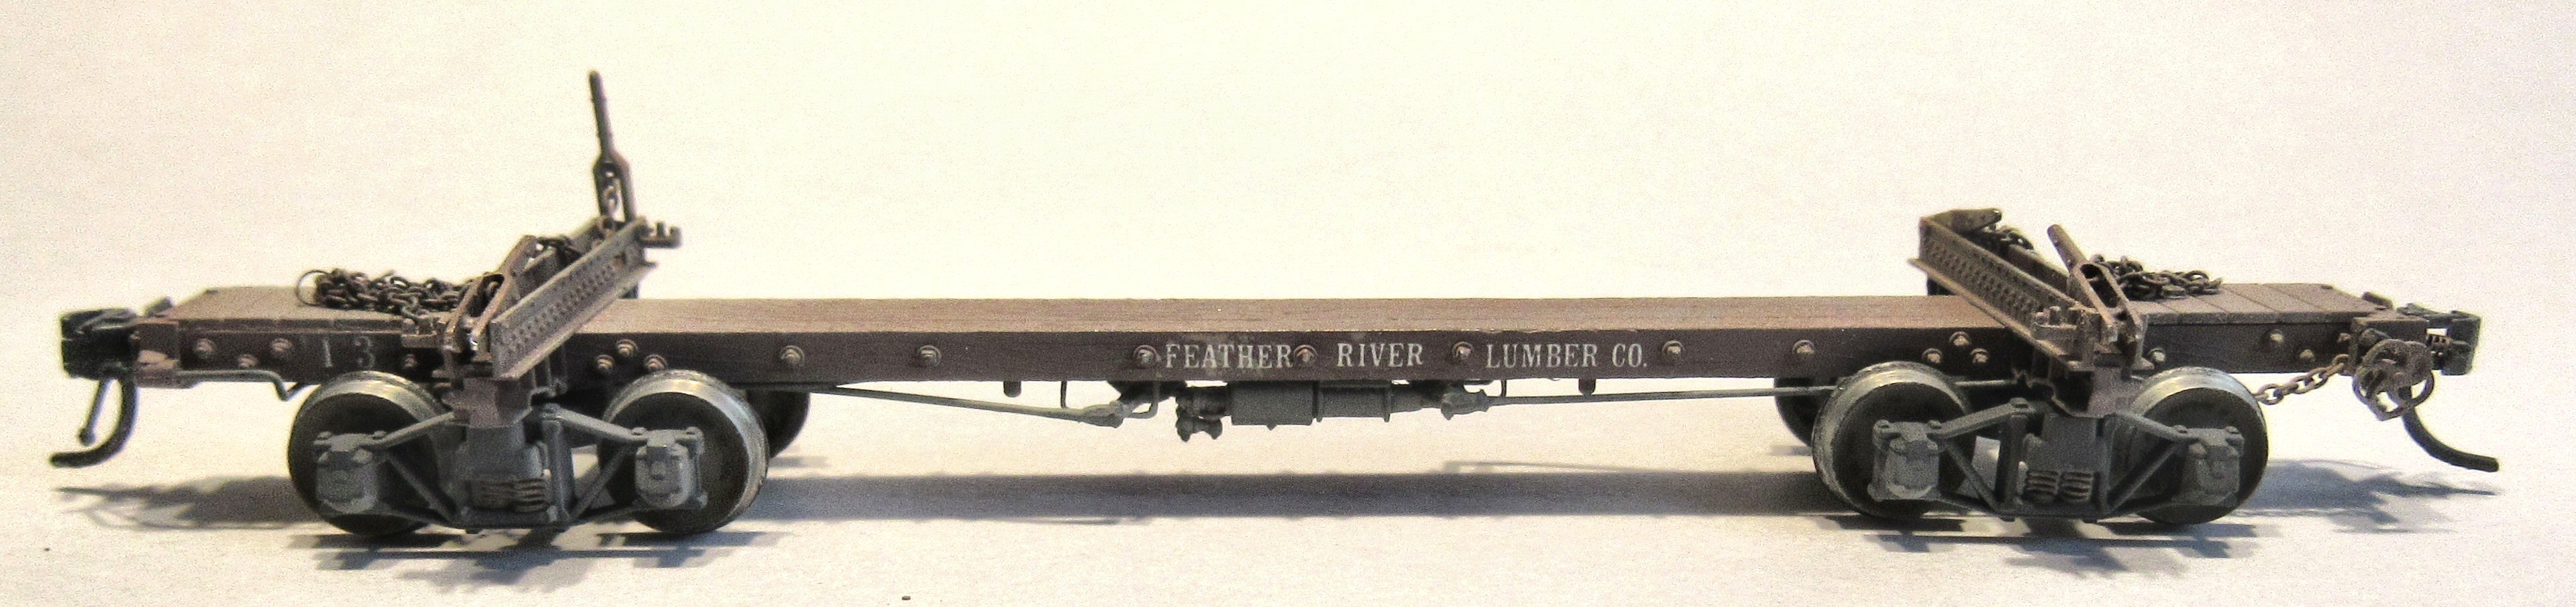 13
FEATHER RIVER LUMBER CO.